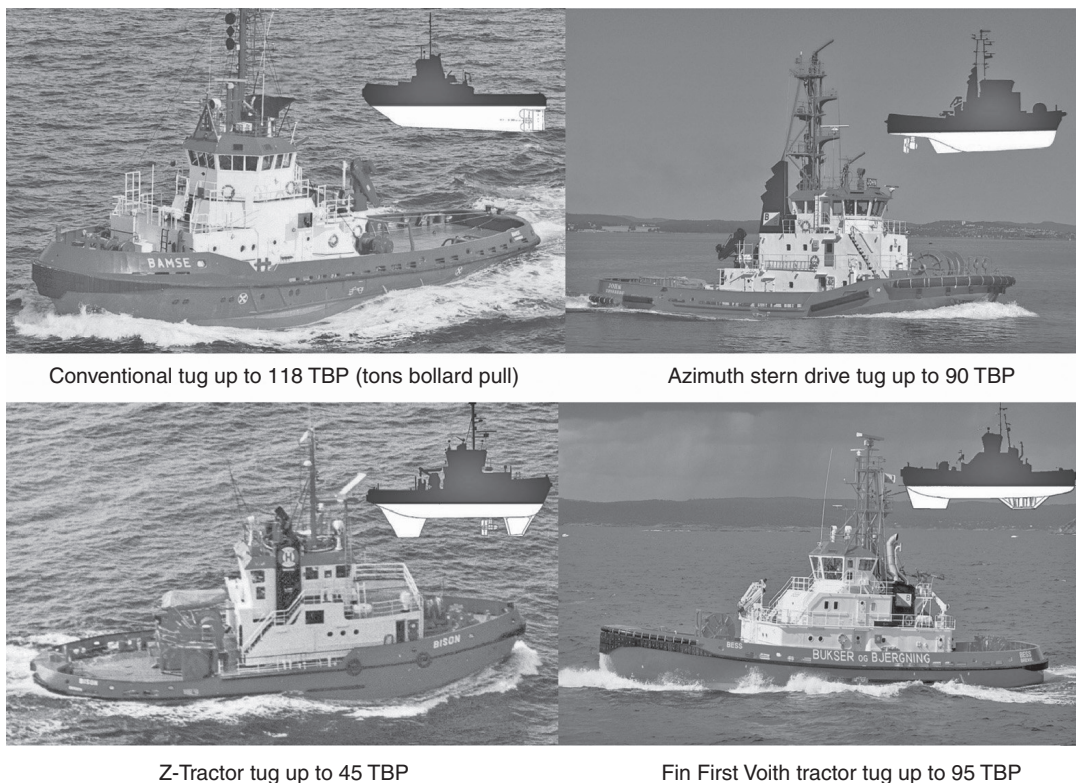 BAMSE
B
Conventional tug up to 118 TBP (tons bollard pull)
Azimuth stern drive tug up to 90 TBP
H
BISON
BESS
BUKSER OG BJERGNING
BESS
Z-Tractor tug up to 45 TBP
Fin First Voith tractor tug up to 95 TBP